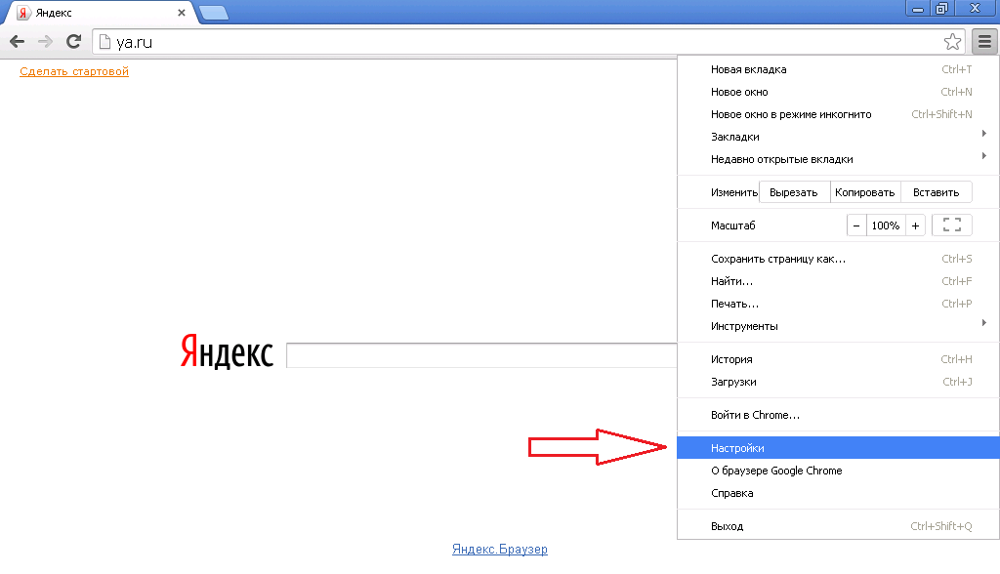 Яндекс
ya.ru
Сделать стартовой
Новая вкладка Ctrl+T
Новое окно Ctrl+N
Новое окно в режиме инкогнито Ctrl+Shift+N
Закладки
Недавно открытые вкладки
Изменить Вырезать Копировать Вставить
Масштаб - 100% +
Сохранить страницу как... Ctrl+S
Найти... Ctrl+F
Печать... Ctrl+P
Инструменты
Яндекс
История Ctrl+H
Загрузки Ctrl+J
Войти в Chrome...
Настройки
О браузере Google Chrome
Справка
Выход Ctrl+Shift+Q
Яндекс.Браузер